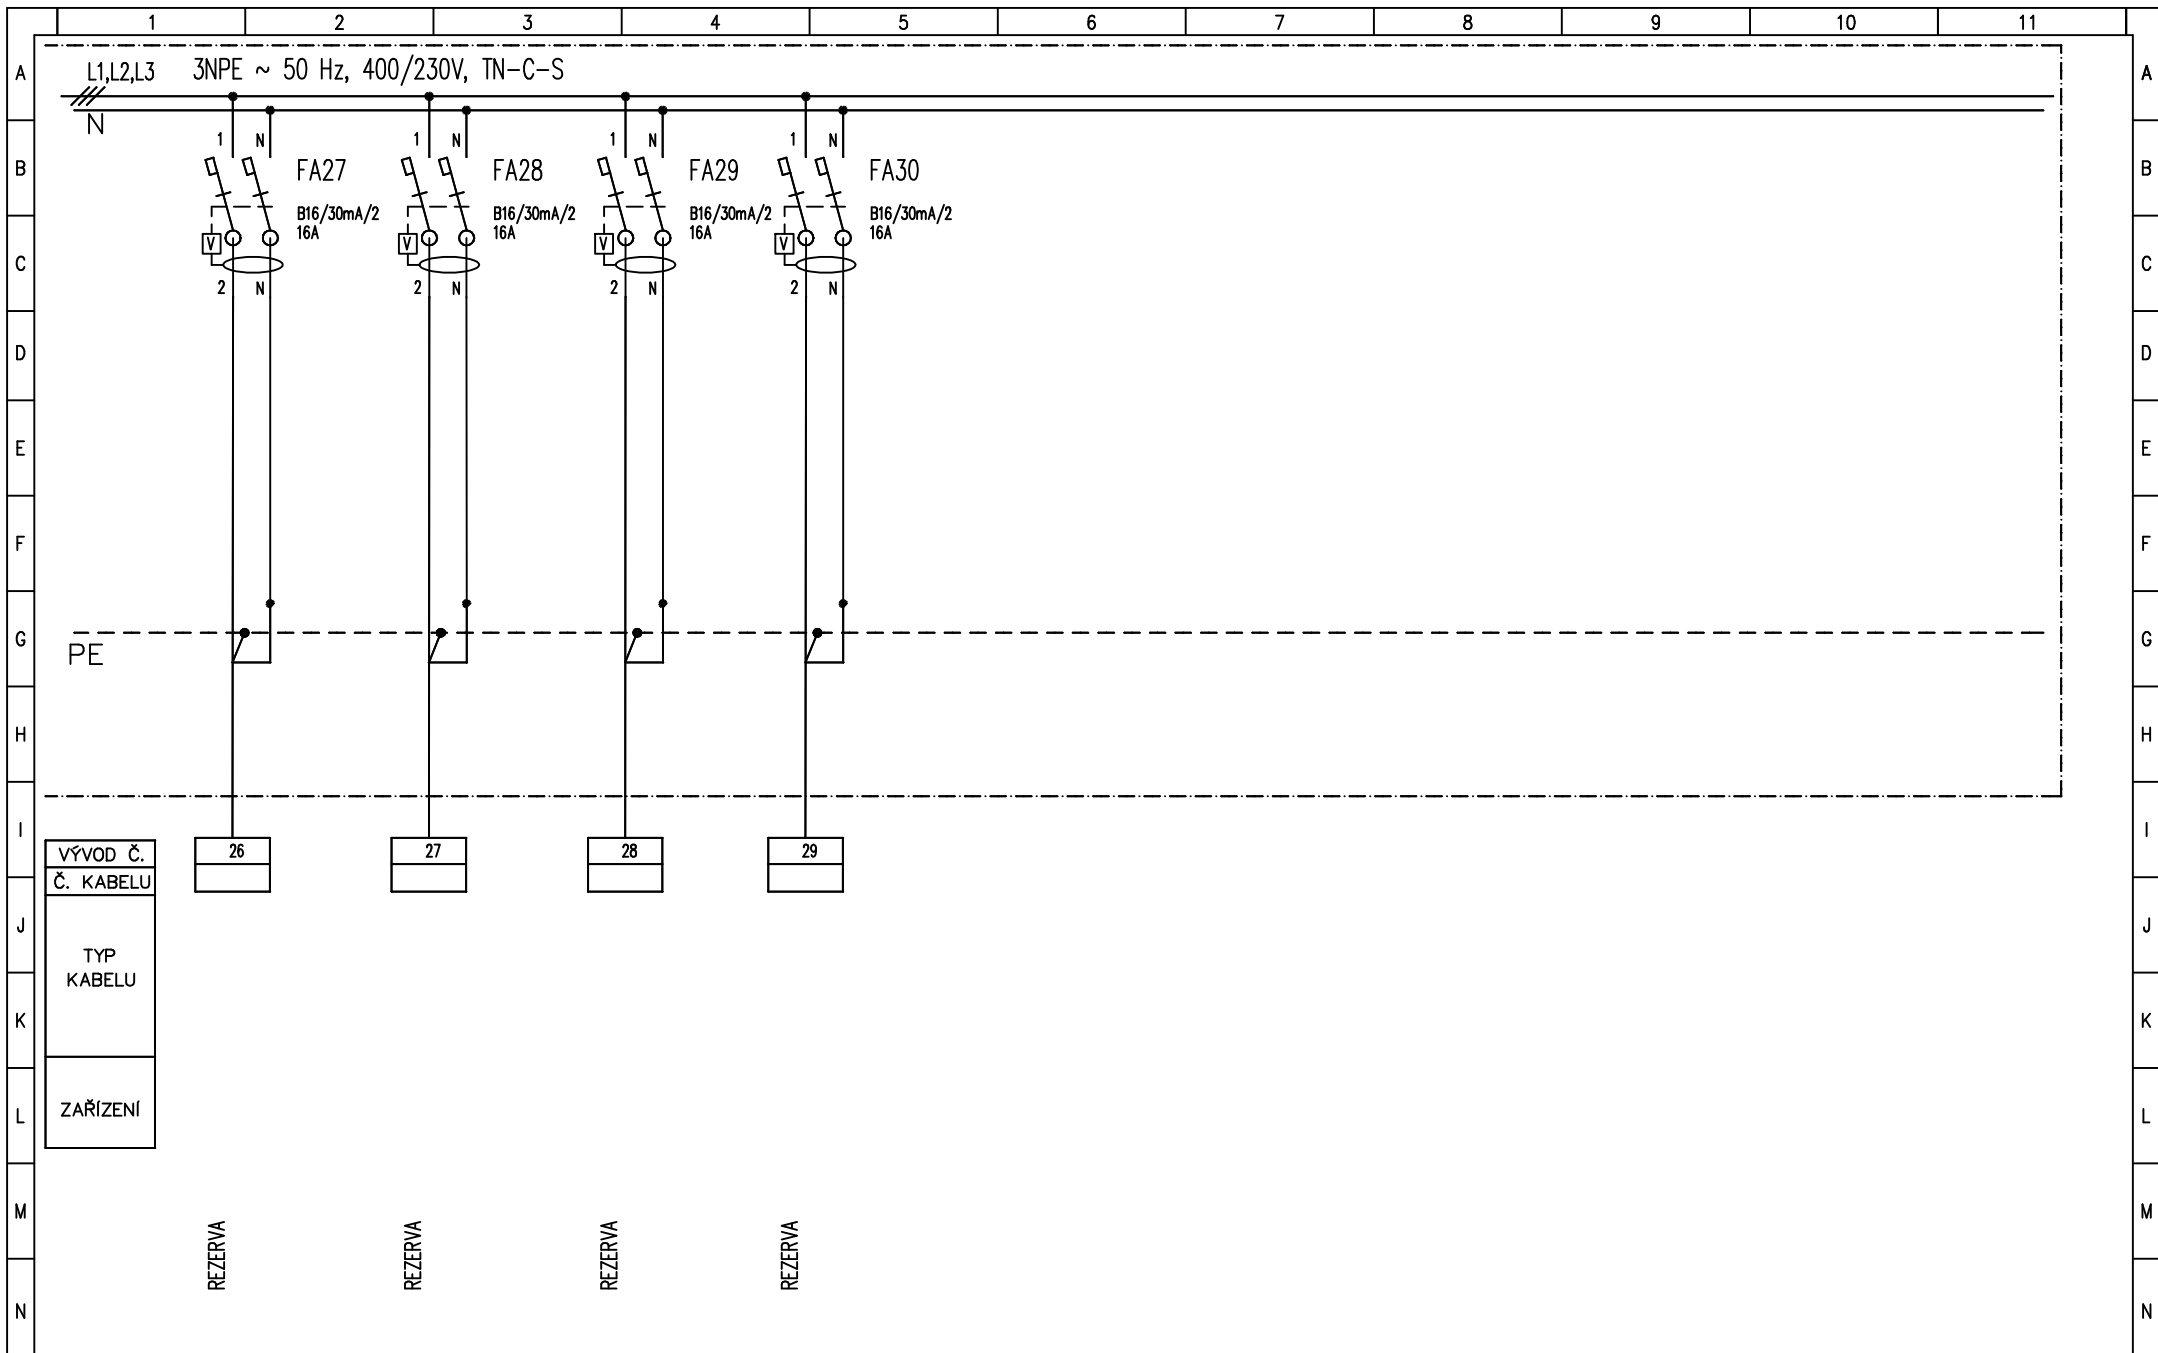 1 2 3 4 5 6 7 8 9 10 11
A L1,L2,L3 3NPE ~ 50 Hz, 400/230V, TN-C-S A
N
1 N 1 N 1 N 1 N
B FA27 FA28 FA29 FA30 B
B16/30mA/2 B16/30mA/2 B16/30mA/2 B16/30mA/2
16A 16A 16A 16A
V V V V
C C
2 N 2 N 2 N 2 N
D D
E E
F F
G G
PE
H H
I I
VÝVOD Č. 26 27 28 29
Č. KABELU
J J
TYP
KABELU
K K
L ZAŘÍZENÍ L
M M
REZERVA REZERVA REZERVA REZERVA
N N